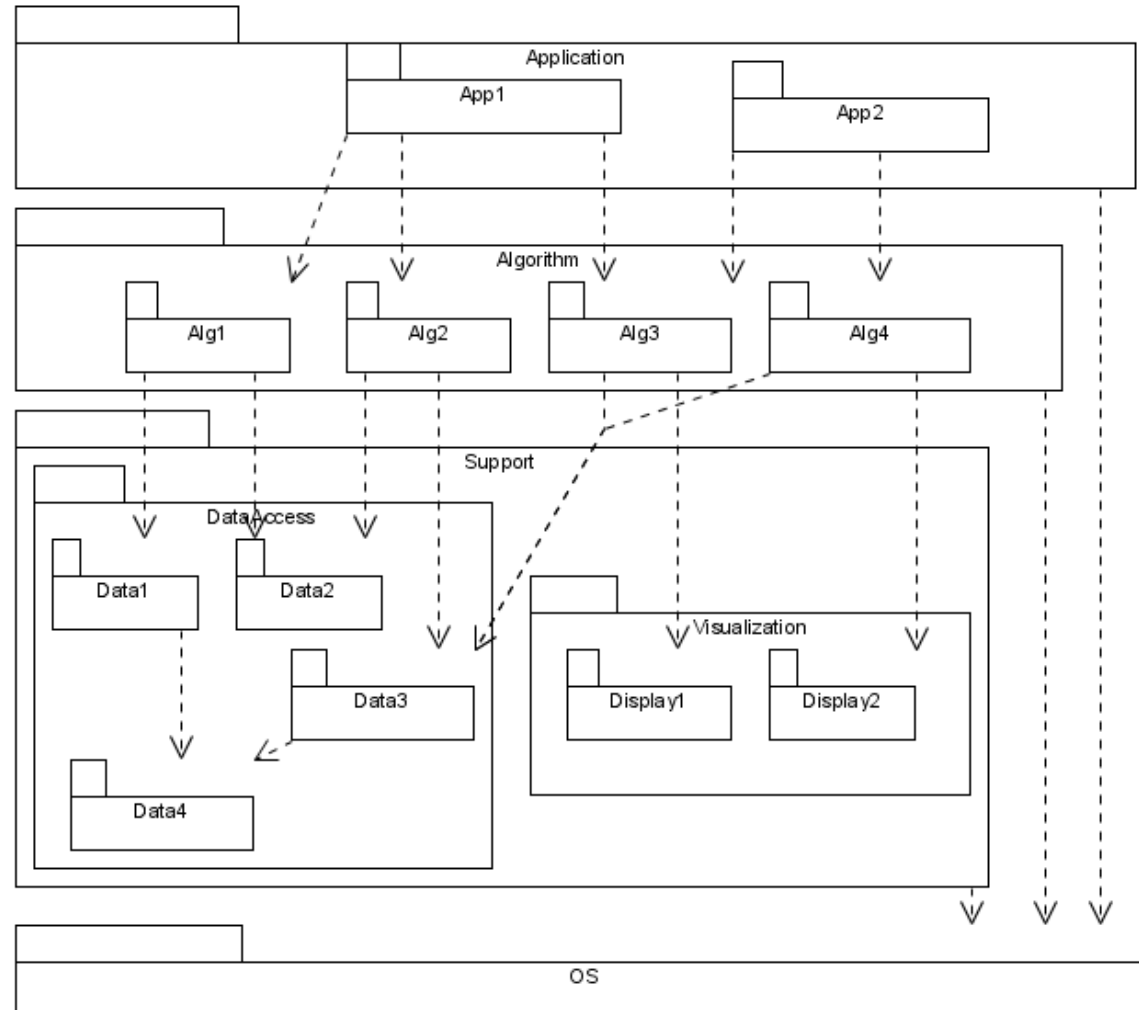 Application
App1
App2
Algorithm
Alg1
Alg2
Alg3
Alg4
Support
DataAccess
Data1
Data2
Visualization
Data3
Display1
Display2
Data4
OS